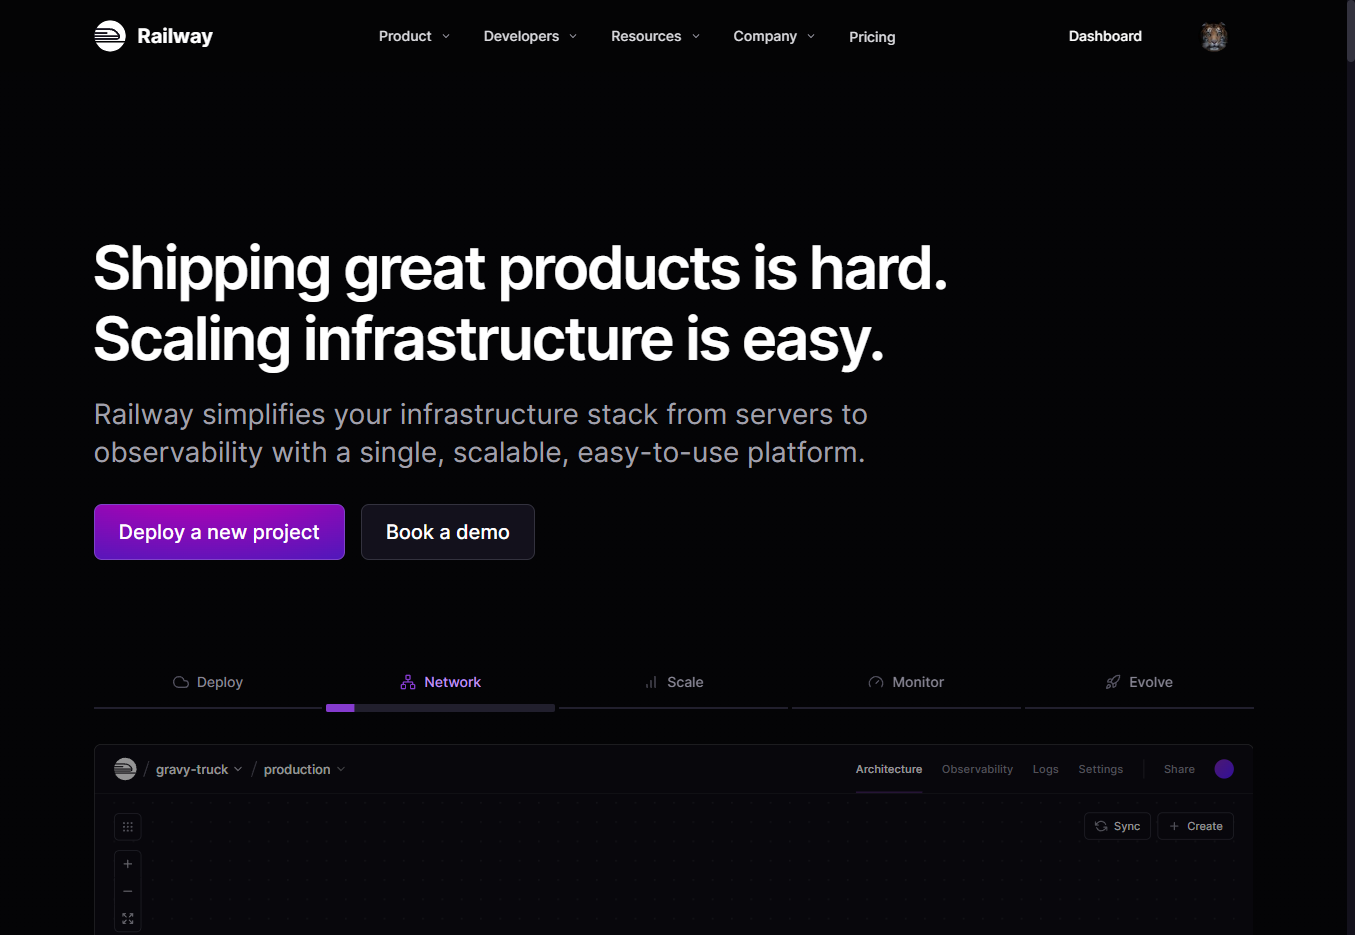 Railway
Product
Developers
Resources
Company
Pricing
Dashboard
Shipping great products is hard.
Scaling infrastructure is easy.
Railway simplifies your infrastructure stack from servers to
observability with a single, scalable, easy-to-use platform.
Deploy a new project
Book a demo
Deploy
Network
Scale
Monitor
Evolve
/ gravy-truck / production
Architecture
Observability
Logs
Settings
Share
Sync
+ Create